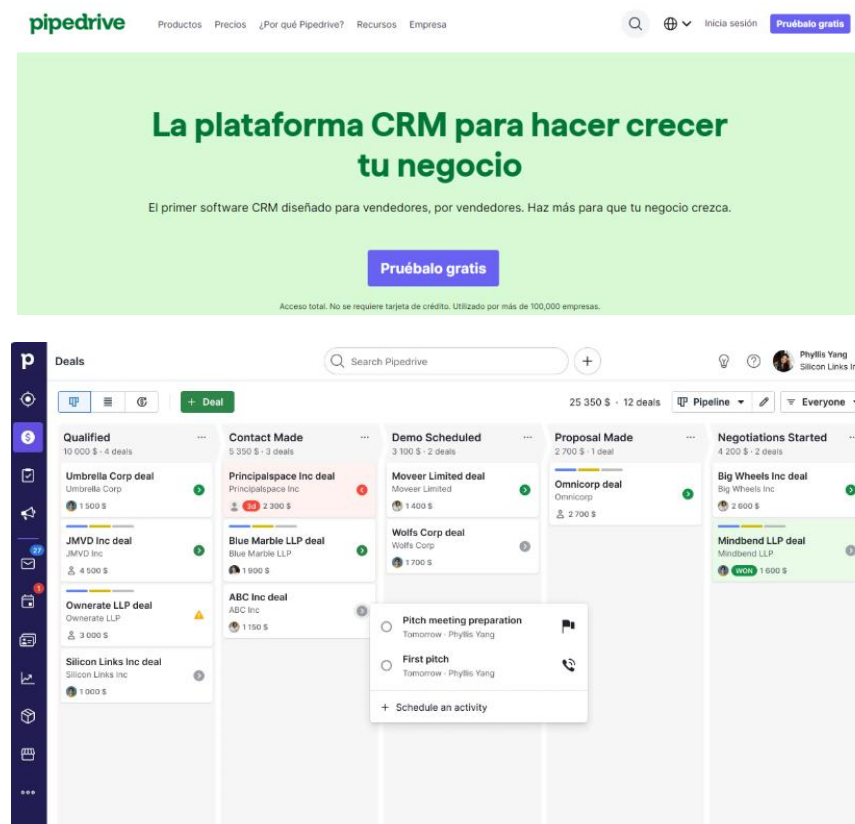 pipedrive Productos Precios ¿Por qué Pipedrive? Recursos Empresa Inicia sesión Pruébalo gratis
La plataforma CRM para hacer crecer
tu negocio
El primer software CRM diseñado para vendedores, por vendedores. Haz más para que tu negocio crezca.
Pruébalo gratis
Acceso total. No se requiere tarjeta de crédito. Utilizado por más de 100,000 empresas.
p Deals Search Pipedrive + Phyllis Yang
Silicon Links In
+ Deal 25 350 $ · 12 deals Pipeline Everyone
Qualified
10 000 $ · 4 deals
Umbrella Corp deal
Umbrella Corp
1 500 $
JMVD Inc deal
JMVD Inc
4 500 $
Ownerate LLP deal
Ownerate LLP
3 000 $
Silicon Links Inc deal
Silicon Links Inc
1 000 $
Contact Made
5 350 $ · 3 deals
Principalspace Inc deal
Principalspace Inc
3d 2 300 $
Blue Marble LLP deal
Blue Marble LLP
1 900 $
ABC Inc deal
ABC Inc
1 150 $
Demo Scheduled
3 100 $ · 2 deals
Moveer Limited deal
Moveer Limited
1 400 $
Wolfs Corp deal
Wolfs Corp
1 700 $
Pitch meeting preparation
Tomorrow · Phyllis Yang
First pitch
Tomorrow · Phyllis Yang
+ Schedule an activity
Proposal Made
2 700 $ · 1 deal
Omnicorp deal
Omnicorp
2 700 $
Negotiations Started
4 200 $ · 2 deals
Big Wheels Inc deal
Big Wheels Inc
2 600 $
Mindbend LLP deal
Mindbend LLP
WON 1 600 $
27
1